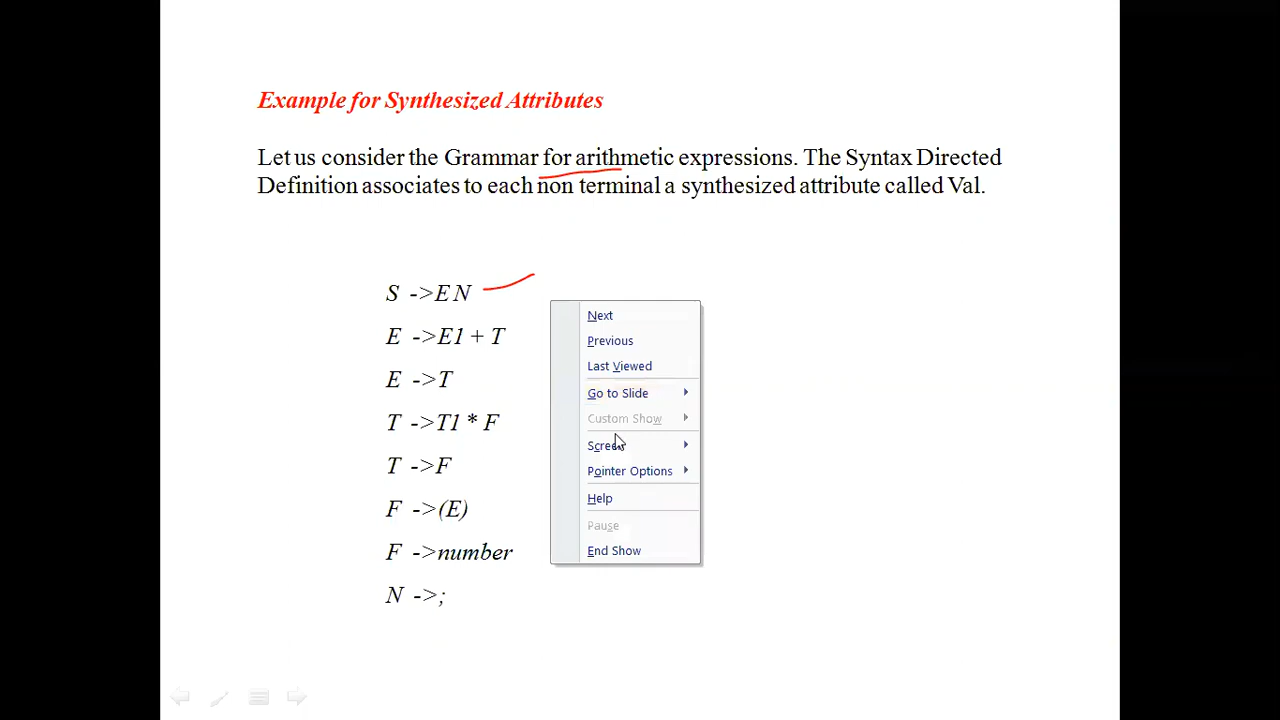 Example for Synthesized Attributes
Let us consider the Grammar for arithmetic expressions. The Syntax Directed
Definition associates to each non terminal a synthesized attribute called Val.
S ->E N
E ->E1 + T
E ->T
T ->T1 * F
T ->F
F ->(E)
F ->number
N ->;
Next
Previous
Last Viewed
Go to Slide
Custom Show
Screen
Pointer Options
Help
Pause
End Show